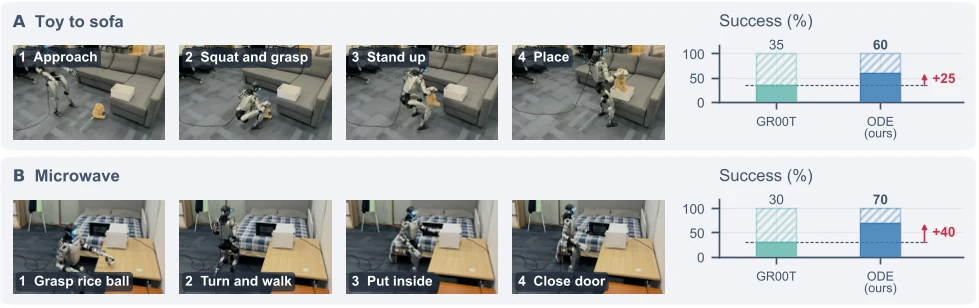 A Toy to sofa
1 Approach
2 Squat and grasp
3 Stand up
4 Place
Success (%)
35
60
100
50
0
+25
GR00T
ODE
(ours)
B Microwave
1 Grasp rice ball
2 Turn and walk
3 Put inside
4 Close door
Success (%)
30
70
100
50
0
+40
GR00T
ODE
(ours)